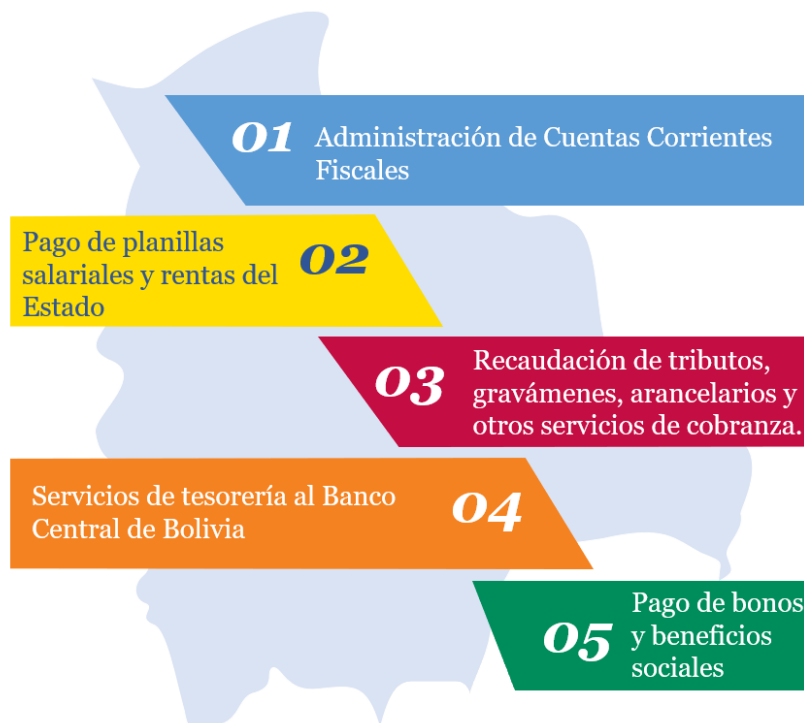 01 Administración de Cuentas Corrientes
Fiscales
Pago de planillas
salariales y rentas del 02
Estado
03 Recaudación de tributos,
gravámenes, arancelarios y
otros servicios de cobranza.
Servicios de tesorería al Banco 04
Central de Bolivia
Pago de bonos
05 y beneficios
sociales